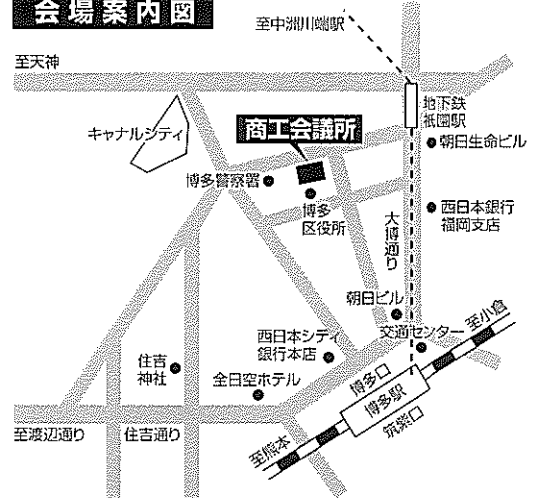 会場案内図
至中洲川端駅
至天神
地下鉄
祇園駅
キャナルシティ
商工会議所
朝日生命ビル
博多警察署
博多
区役所
西日本銀行
福岡支店
大博通り
朝日ビル
至小倉
交通センター
西日本シティ
銀行本店
住吉
神社
全日空ホテル
博多口
博多駅
筑紫口
至渡辺通り
住吉通り
至熊本